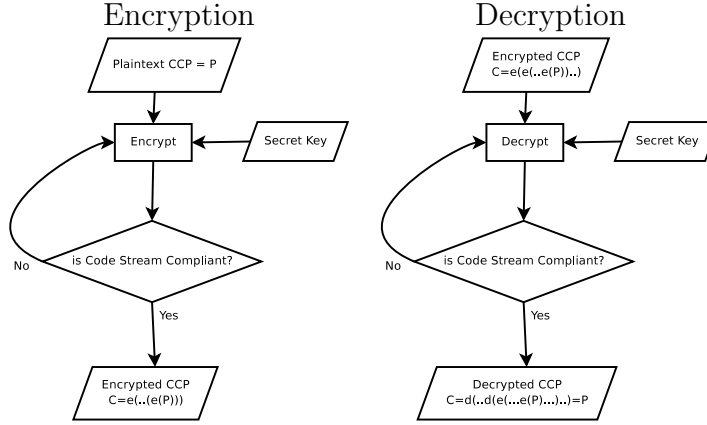 Encryption
Plaintext CCP = P
Encrypt
Secret Key
is Code Stream Compliant?
No
Yes
Encrypted CCP
C=e(..(e(P)))
Decryption
Encrypted CCP
C=e(e(..e(P))..)
Decrypt
Secret Key
is Code Stream Compliant?
No
Yes
Decrypted CCP
C=d(..d(e(...e(P)...)..)=P